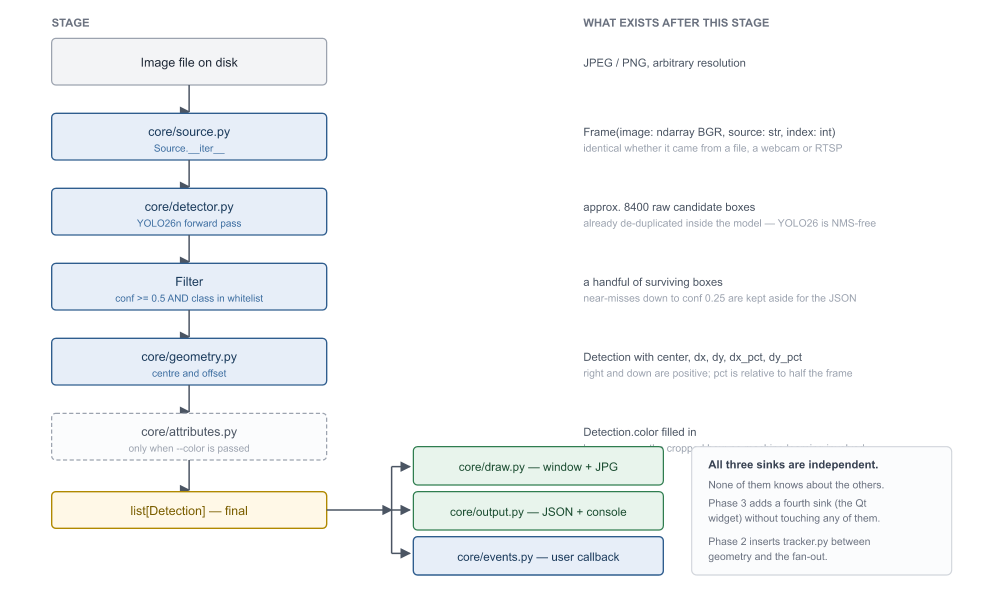 STAGE
WHAT EXISTS AFTER THIS STAGE
Image file on disk
JPEG / PNG, arbitrary resolution
core/source.py
Source.__iter__
Frame(image: ndarray BGR, source: str, index: int)
identical whether it came from a file, a webcam or RTSP
core/detector.py
YOLO26n forward pass
approx. 8400 raw candidate boxes
already de-duplicated inside the model — YOLO26 is NMS-free
Filter
conf >= 0.5 AND class in whitelist
a handful of surviving boxes
near-misses down to conf 0.25 are kept aside for the JSON
core/geometry.py
centre and offset
Detection with center, dx, dy, dx_pct, dy_pct
right and down are positive; pct is relative to half the frame
core/attributes.py
only when --color is passed
Detection.color filled in
list[Detection] — final
core/draw.py — window + JPG
core/output.py — JSON + console
core/events.py — user callback
All three sinks are independent.
None of them knows about the others.
Phase 3 adds a fourth sink (the Qt
widget) without touching any of them.
Phase 2 inserts tracker.py between
geometry and the fan-out.